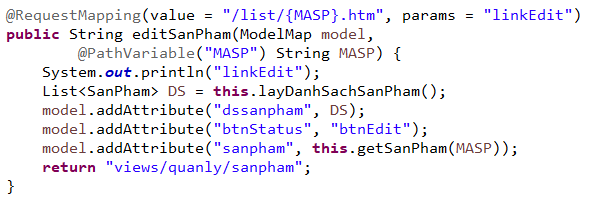 @RequestMapping(value = "/list/{MASP}.htm", params = "linkEdit")
public String editSanPham(ModelMap model,
        @PathVariable("MASP") String MASP) {
    System.out.println("linkEdit");
    List<SanPham> DS = this.layDanhSachSanPham();
    model.addAttribute("dssanpham", DS);
    model.addAttribute("btnStatus", "btnEdit");
    model.addAttribute("sanpham", this.getSanPham(MASP));
    return "views/quanly/sanpham";
}